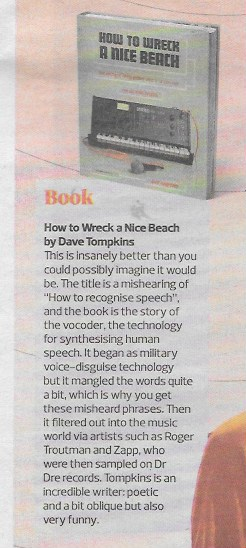 HOW TO WRECK
A NICE BEACH
Book
How to Wreck a Nice Beach
by Dave Tompkins
This is insanely better than you
could possibly imagine it would
be. The title is a mishearing of
"How to recognise speech",
and the book is the story of
the vocoder, the technology
for synthesising human
speech. It began as military
voice-disguise technology
but it mangled the words quite
a bit, which is why you get
these misheard phrases. Then
it filtered out into the music
world via artists such as Roger
Troutman and Zapp, who
were then sampled on Dr
Dre records. Tompkins is an
incredible writer: poetic
and a bit oblique but also
very funny.